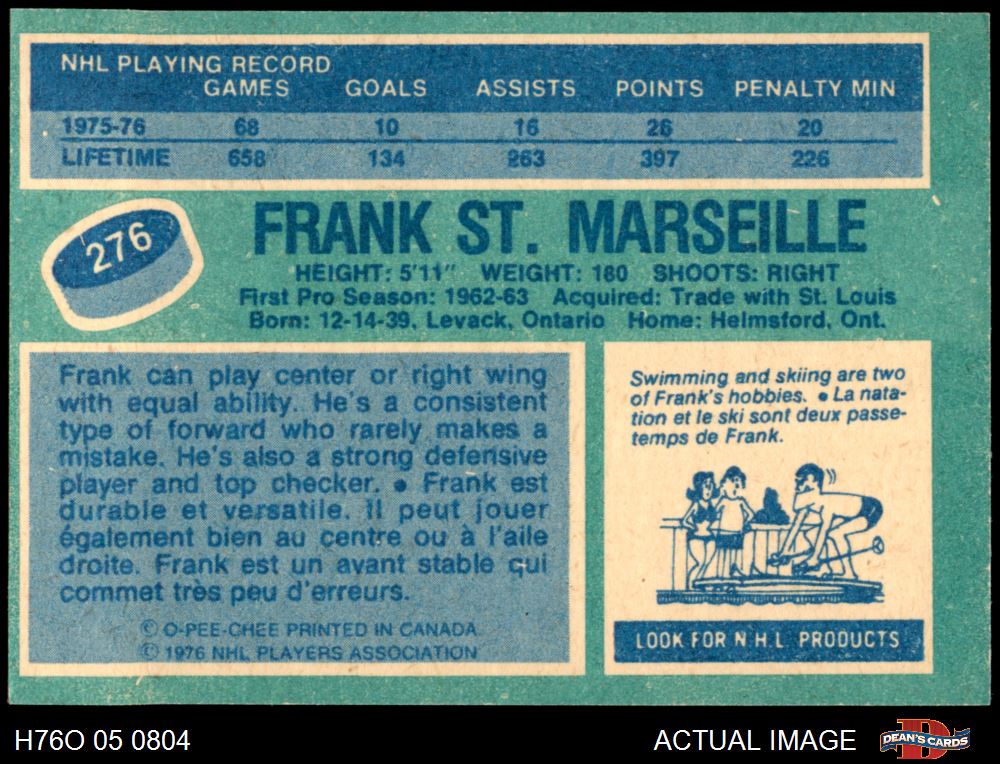 NHL PLAYING RECORD
GAMES GOALS ASSISTS POINTS PENALTY MIN
1975-76 68 10 16 26 20
LIFETIME 658 134 263 397 226
276
FRANK ST. MARSEILLE
HEIGHT: 5'11" WEIGHT: 180 SHOOTS: RIGHT
First Pro Season: 1962-63 Acquired: Trade with St. Louis
Born: 12-14-39, Levack, Ontario Home: Helmsford, Ont.
Frank can play center or right wing
with equal ability. He's a consistent
type of forward who rarely makes a
mistake. He's also a strong defensive
player and top checker. • Frank est
durable et versatile. Il peut jouer
également bien au centre ou à l'aile
droite. Frank est un avant stable qui
commet très peu d'erreurs.
© O-PEE-CHEE PRINTED IN CANADA
© 1976 NHL PLAYERS ASSOCIATION
Swimming and skiing are two
of Frank's hobbies. • La nata-
tion et le ski sont deux passe-
temps de Frank.
LOOK FOR N.H.L. PRODUCTS
H76O 05 0804
ACTUAL IMAGE
D
DEAN'S CARDS